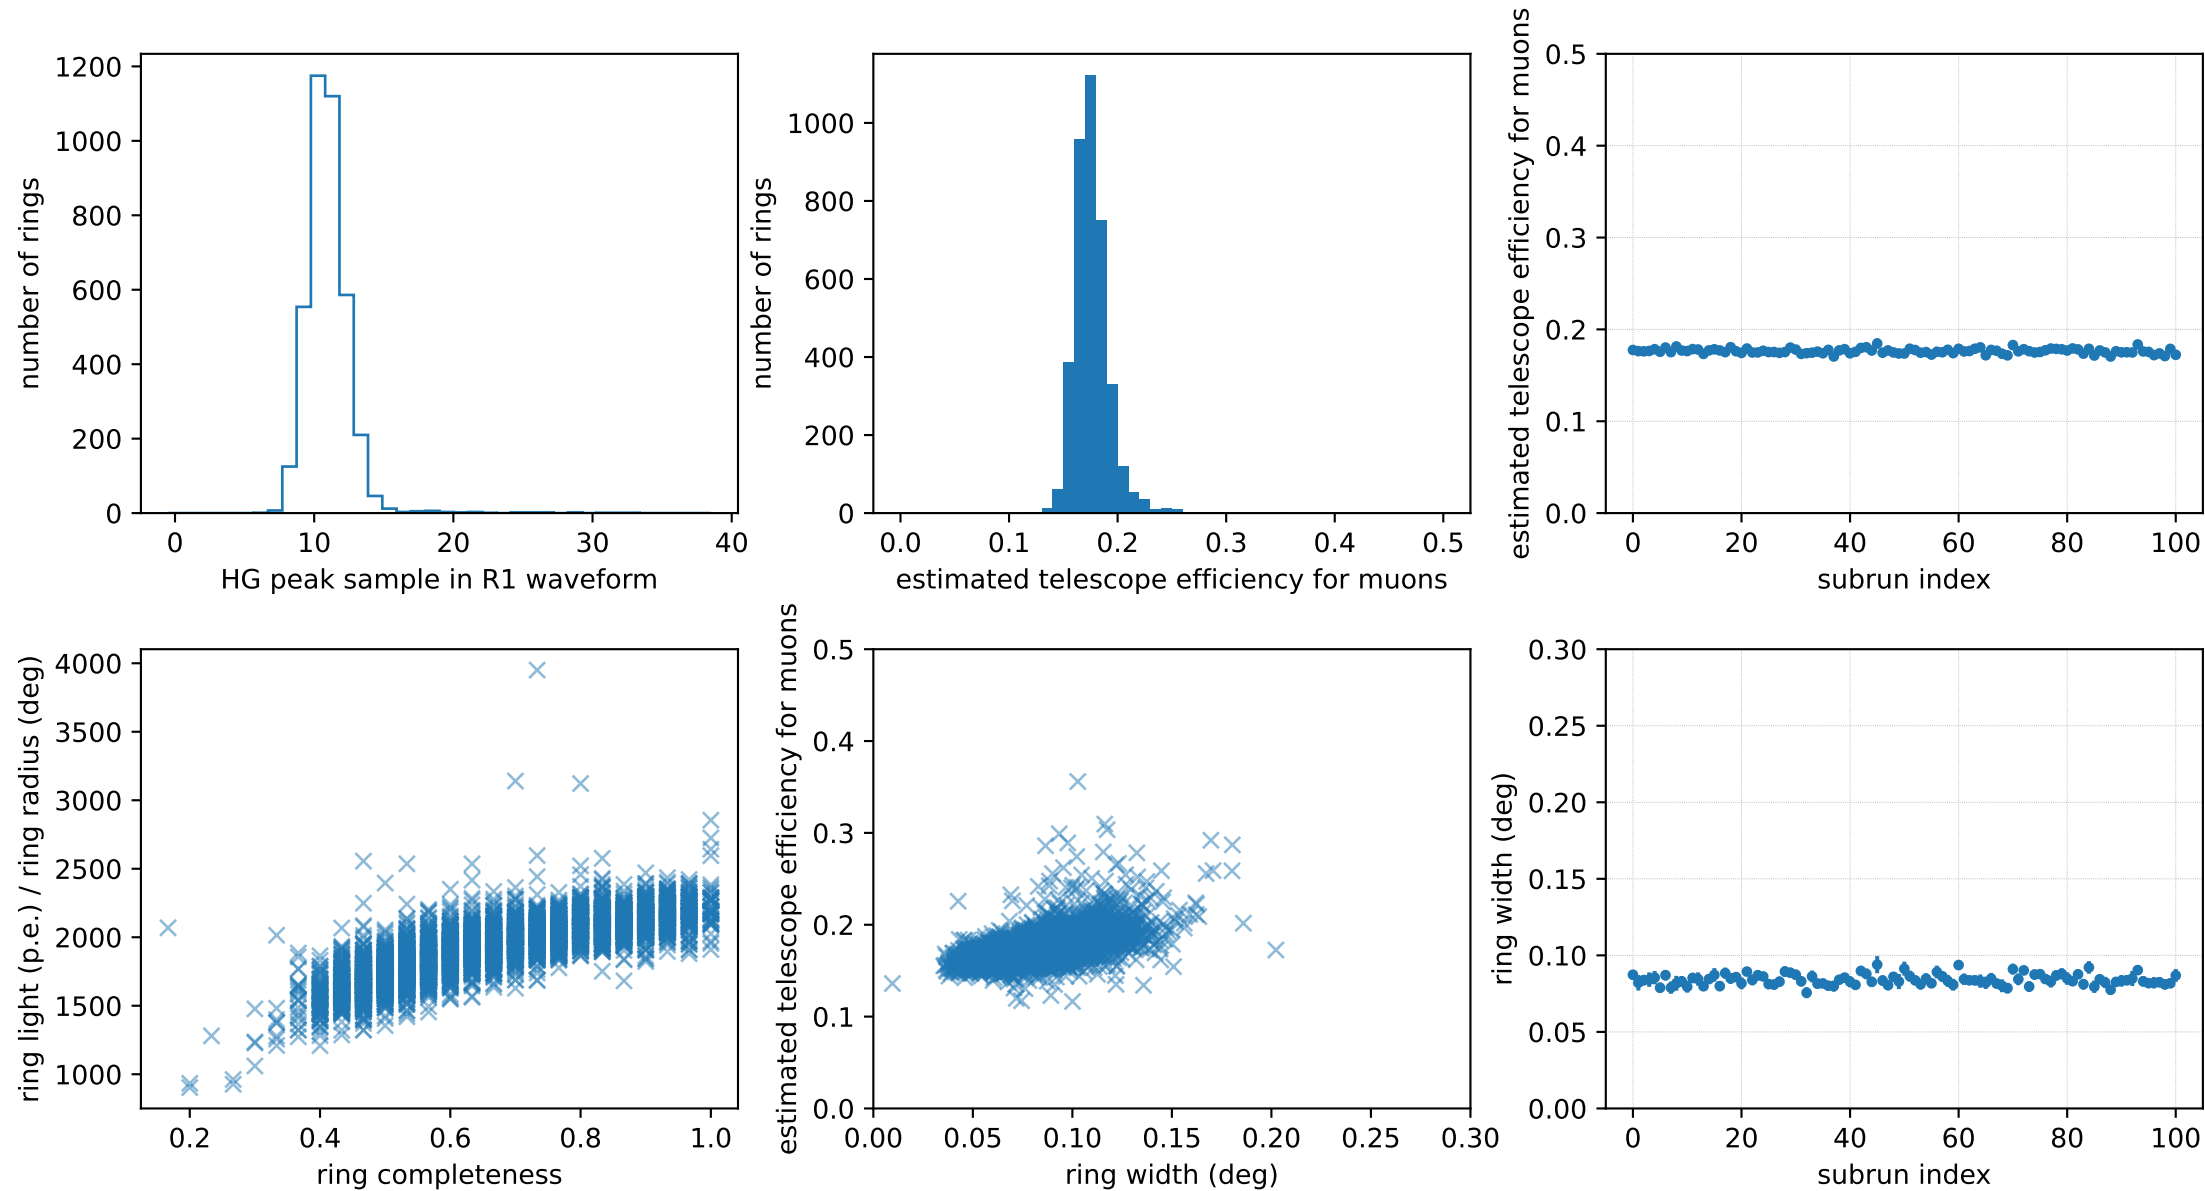 number of rings
1200
1000
800
600
400
200
0
0 10 20 30 40
HG peak sample in R1 waveform
number of rings
1000
800
600
400
200
0
0.0 0.1 0.2 0.3 0.4 0.5
estimated telescope efficiency for muons
estimated telescope efficiency for muons
0.5
0.4
0.3
0.2
0.1
0.0
0 20 40 60 80 100
subrun index
ring light (p.e.) / ring radius (deg)
4000
3500
3000
2500
2000
1500
1000
0.2 0.4 0.6 0.8 1.0
ring completeness
estimated telescope efficiency for muons
0.5
0.4
0.3
0.2
0.1
0.0
0.00 0.05 0.10 0.15 0.20 0.25 0.30
ring width (deg)
ring width (deg)
0.30
0.25
0.20
0.15
0.10
0.05
0.00
0 20 40 60 80 100
subrun index